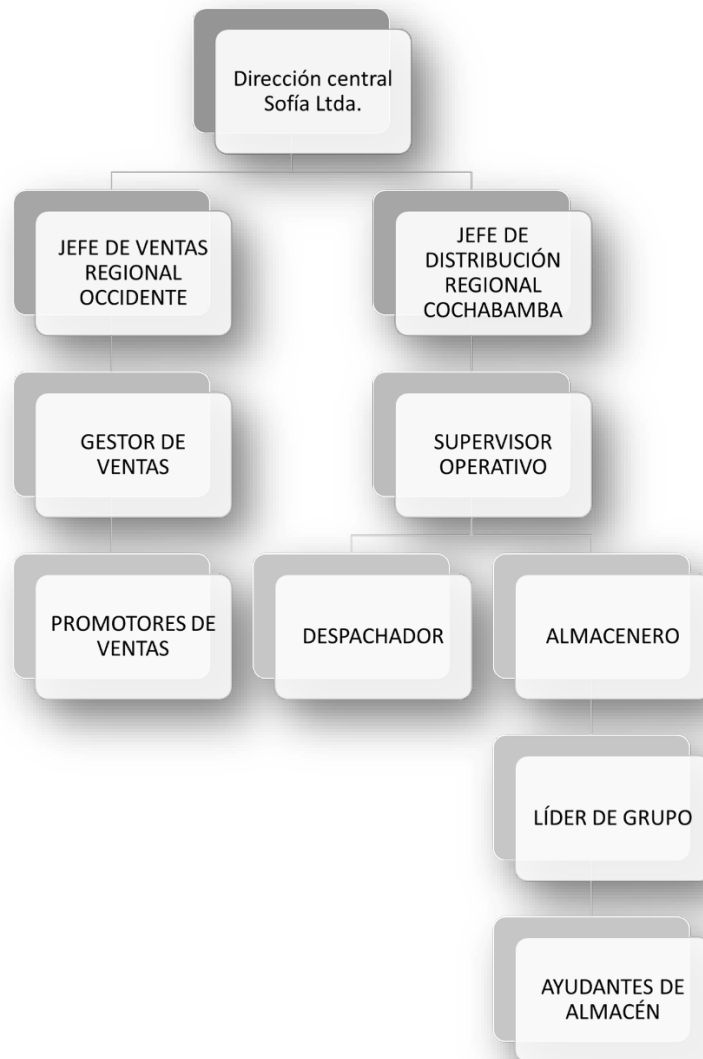 Dirección central
Sofía Ltda.
JEFE DE VENTAS
REGIONAL
OCCIDENTE
JEFE DE
DISTRIBUCIÓN
REGIONAL
COCHABAMBA
GESTOR DE
VENTAS
SUPERVISOR
OPERATIVO
PROMOTORES DE
VENTAS
DESPACHADOR
ALMACENERO
LÍDER DE GRUPO
AYUDANTES DE
ALMACÉN